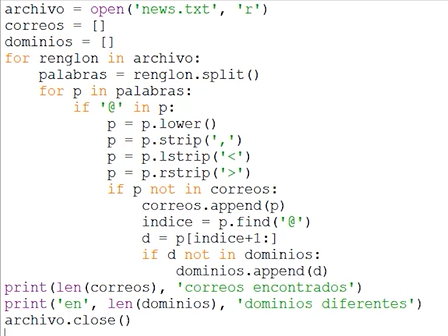 archivo = open('news.txt', 'r')
correos = []
dominios = []
for renglon in archivo:
    palabras = renglon.split()
    for p in palabras:
        if '@' in p:
            p = p.lower()
            p = p.strip(',')
            p = p.lstrip('<')
            p = p.rstrip('>')
            if p not in correos:
                correos.append(p)
                indice = p.find('@')
                d = p[indice+1:]
                if d not in dominios:
                    dominios.append(d)
print(len(correos), 'correos encontrados')
print('en', len(dominios), 'dominios diferentes')
archivo.close()